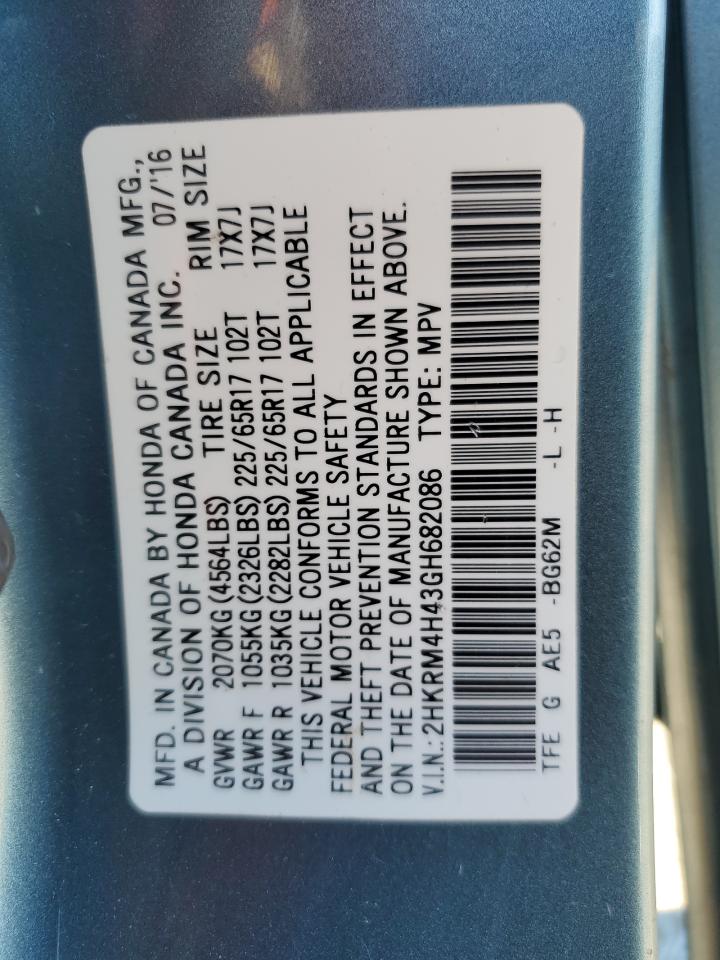 MFD. IN CANADA BY HONDA OF CANADA MFG.,
A DIVISION OF HONDA CANADA INC. 07/'16
GVWR 2070KG (4564LBS) TIRE SIZE RIM SIZE
GAWR F 1055KG (2326LBS) 225/65R17 102T 17X7J
GAWR R 1035KG (2282LBS) 225/65R17 102T 17X7J
THIS VEHICLE CONFORMS TO ALL APPLICABLE
FEDERAL MOTOR VEHICLE SAFETY
AND THEFT PREVENTION STANDARDS IN EFFECT
ON THE DATE OF MANUFACTURE SHOWN ABOVE.
V.I.N.: 2HKRM4H43GH682086 TYPE: MPV
TFE G AE5 -BG62M -L -H